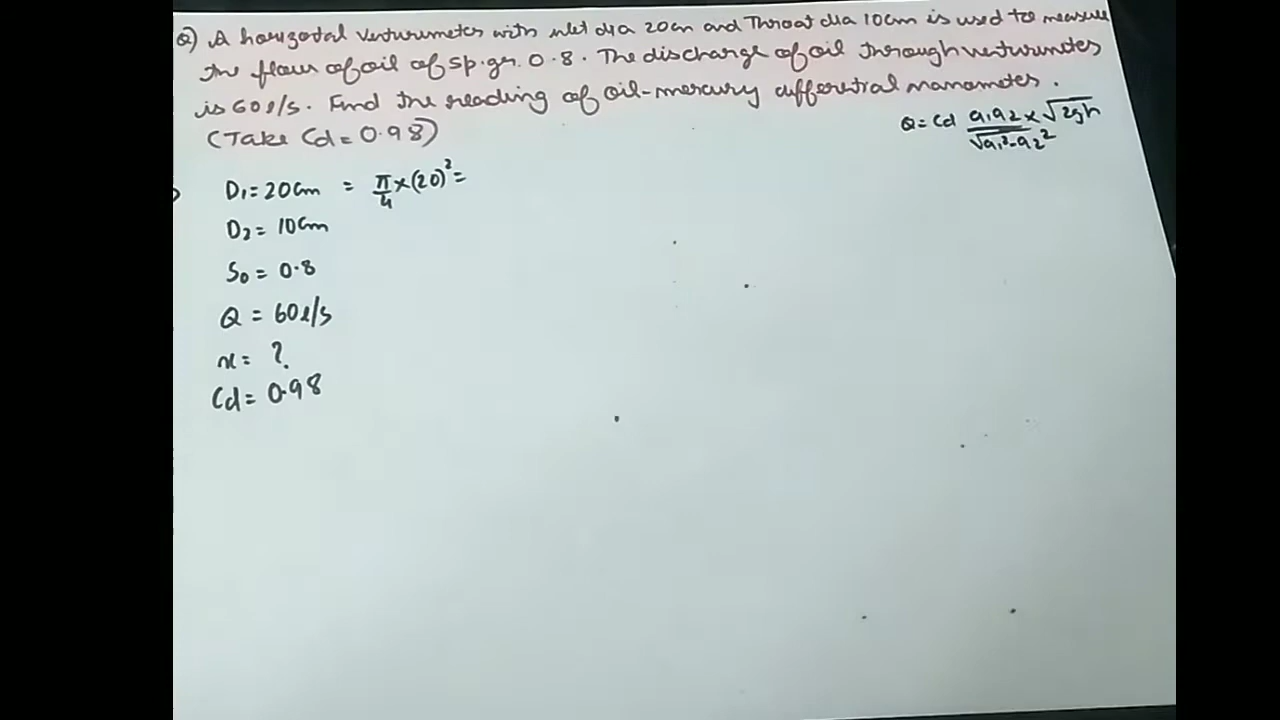 Q) A horizotal venturimeter with inlet dia 20cm and Throat dia 10cm is used to measure
the flow of oil of sp.gr. 0.8. The discharge of oil through venturimeter
is 60l/s. Find the reading of oil-mercury differential manometer.
(Take Cd = 0.98)
Q = Cd a₁a₂ × √2gh
√a₁²-a₂²
D₁ = 20cm = π/4 × (20)² =
D₂ = 10cm
S₀ = 0.8
Q = 60l/s
x = ?
Cd = 0.98